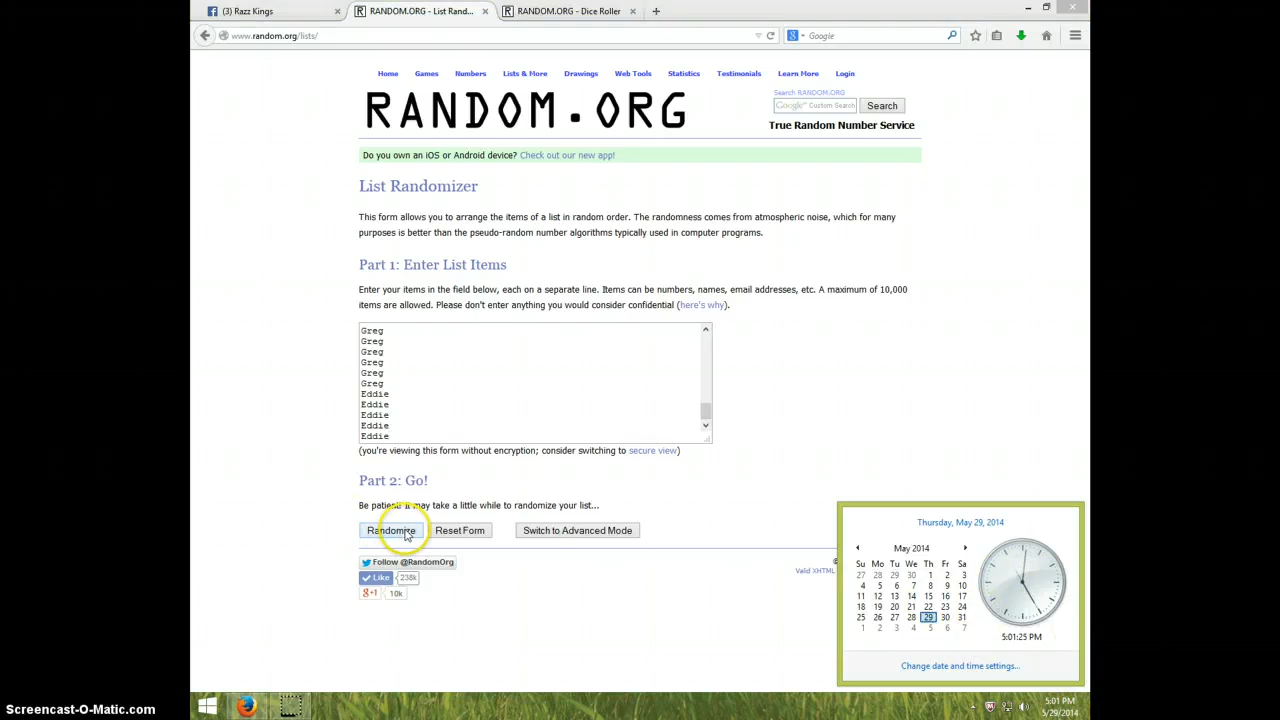 (3) Razz Kings
RANDOM.ORG - List Rand...
RANDOM.ORG - Dice Roller
www.random.org/lists/
Google
Home Games Numbers Lists & More Drawings Web Tools Statistics Testimonials Learn More Login
RANDOM.ORG
Search RANDOM.ORG
Google™ Custom Search
Search
True Random Number Service
Do you own an iOS or Android device? Check out our new app!
List Randomizer
This form allows you to arrange the items of a list in random order. The randomness comes from atmospheric noise, which for many
purposes is better than the pseudo-random number algorithms typically used in computer programs.
Part 1: Enter List Items
Enter your items in the field below, each on a separate line. Items can be numbers, names, email addresses, etc. A maximum of 10,000
items are allowed. Please don't enter anything you would consider confidential (here's why).
Greg
Greg
Greg
Greg
Greg
Greg
Eddie
Eddie
Eddie
Eddie
Eddie
(you're viewing this form without encryption; consider switching to secure view)
Part 2: Go!
Be patient! It may take a little while to randomize your list...
Randomize Reset Form Switch to Advanced Mode
Follow @RandomOrg
Like 238k
+1 10k
Valid XHTML
Thursday, May 29, 2014
May 2014
Su Mo Tu We Th Fr Sa
27 28 29 30 1 2 3
4 5 6 7 8 9 10
11 12 13 14 15 16 17
18 19 20 21 22 23 24
25 26 27 28 29 30 31
1 2 3 4 5 6 7
5:01:25 PM
Change date and time settings...
5:01 PM
5/29/2014
Screencast-O-Matic.com